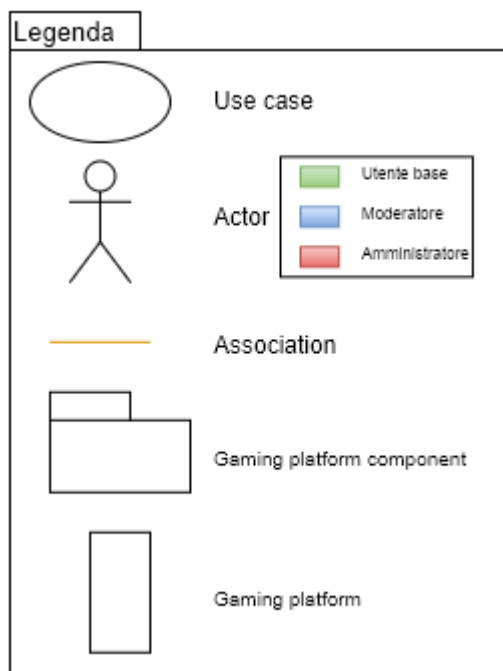 Legenda
Use case
Actor
Utente base
Moderatore
Amministratore
Association
Gaming platform component
Gaming platform